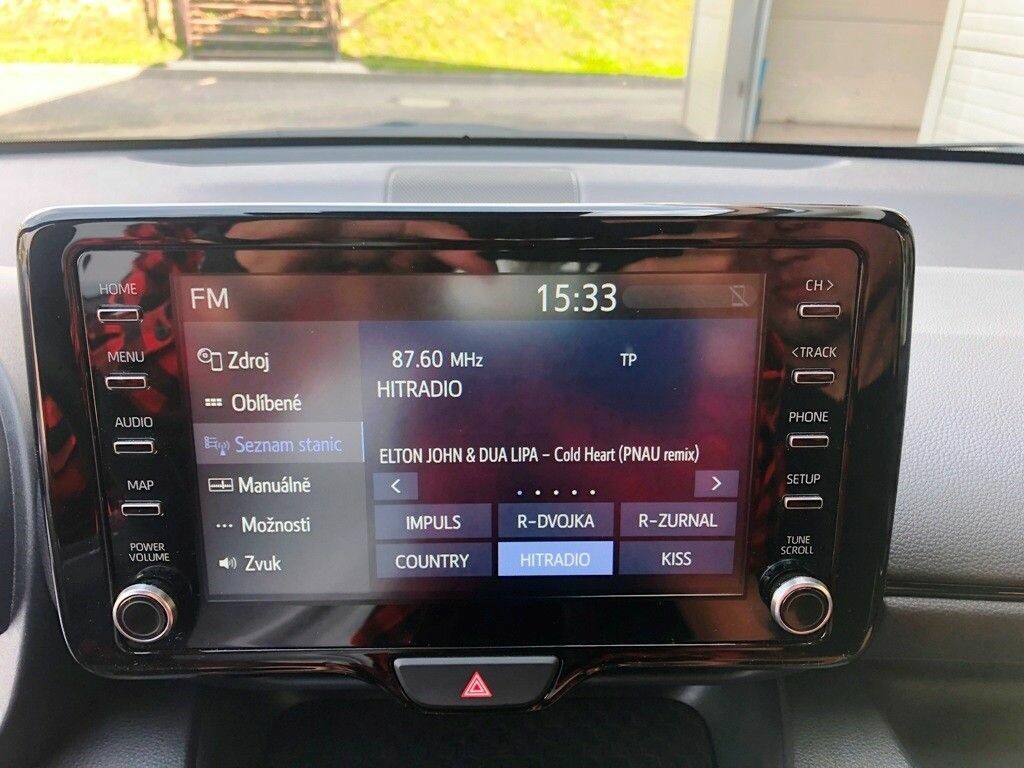 HOME
MENU
AUDIO
MAP
POWER
VOLUME
FM
15:33
Zdroj
Oblíbené
Seznam stanic
Manuálně
Možnosti
Zvuk
87.60 MHz
TP
HITRADIO
ELTON JOHN & DUA LIPA – Cold Heart (PNAU remix)
< >
IMPULS R-DVOJKA R-ZURNAL
COUNTRY HITRADIO KISS
CH >
< TRACK
PHONE
SETUP
TUNE
SCROLL